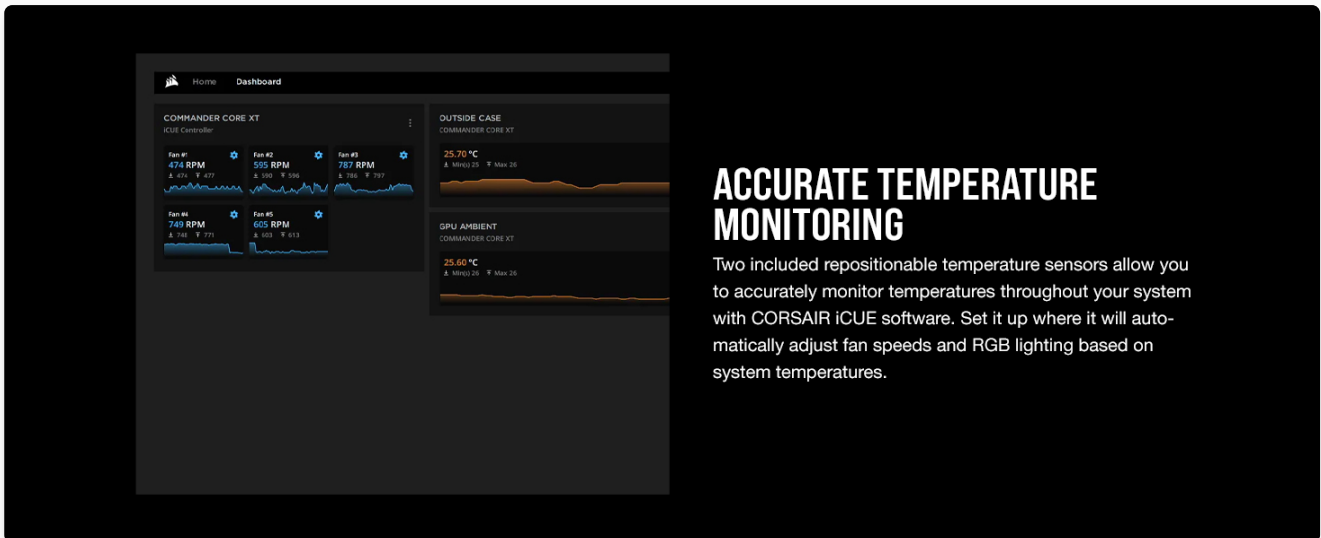 Home Dashboard
COMMANDER CORE XT
iCUE Controller
Fan #1
474 RPM
474 477
Fan #2
595 RPM
590 596
Fan #3
787 RPM
786 797
Fan #4
749 RPM
748 771
Fan #5
605 RPM
603 613
OUTSIDE CASE
COMMANDER CORE XT
25.70 °C
Min(s) 25 Max 26
GPU AMBIENT
COMMANDER CORE XT
25.60 °C
Min(s) 26 Max 26
ACCURATE TEMPERATURE
MONITORING
Two included repositionable temperature sensors allow you
to accurately monitor temperatures throughout your system
with CORSAIR iCUE software. Set it up where it will auto-
matically adjust fan speeds and RGB lighting based on
system temperatures.